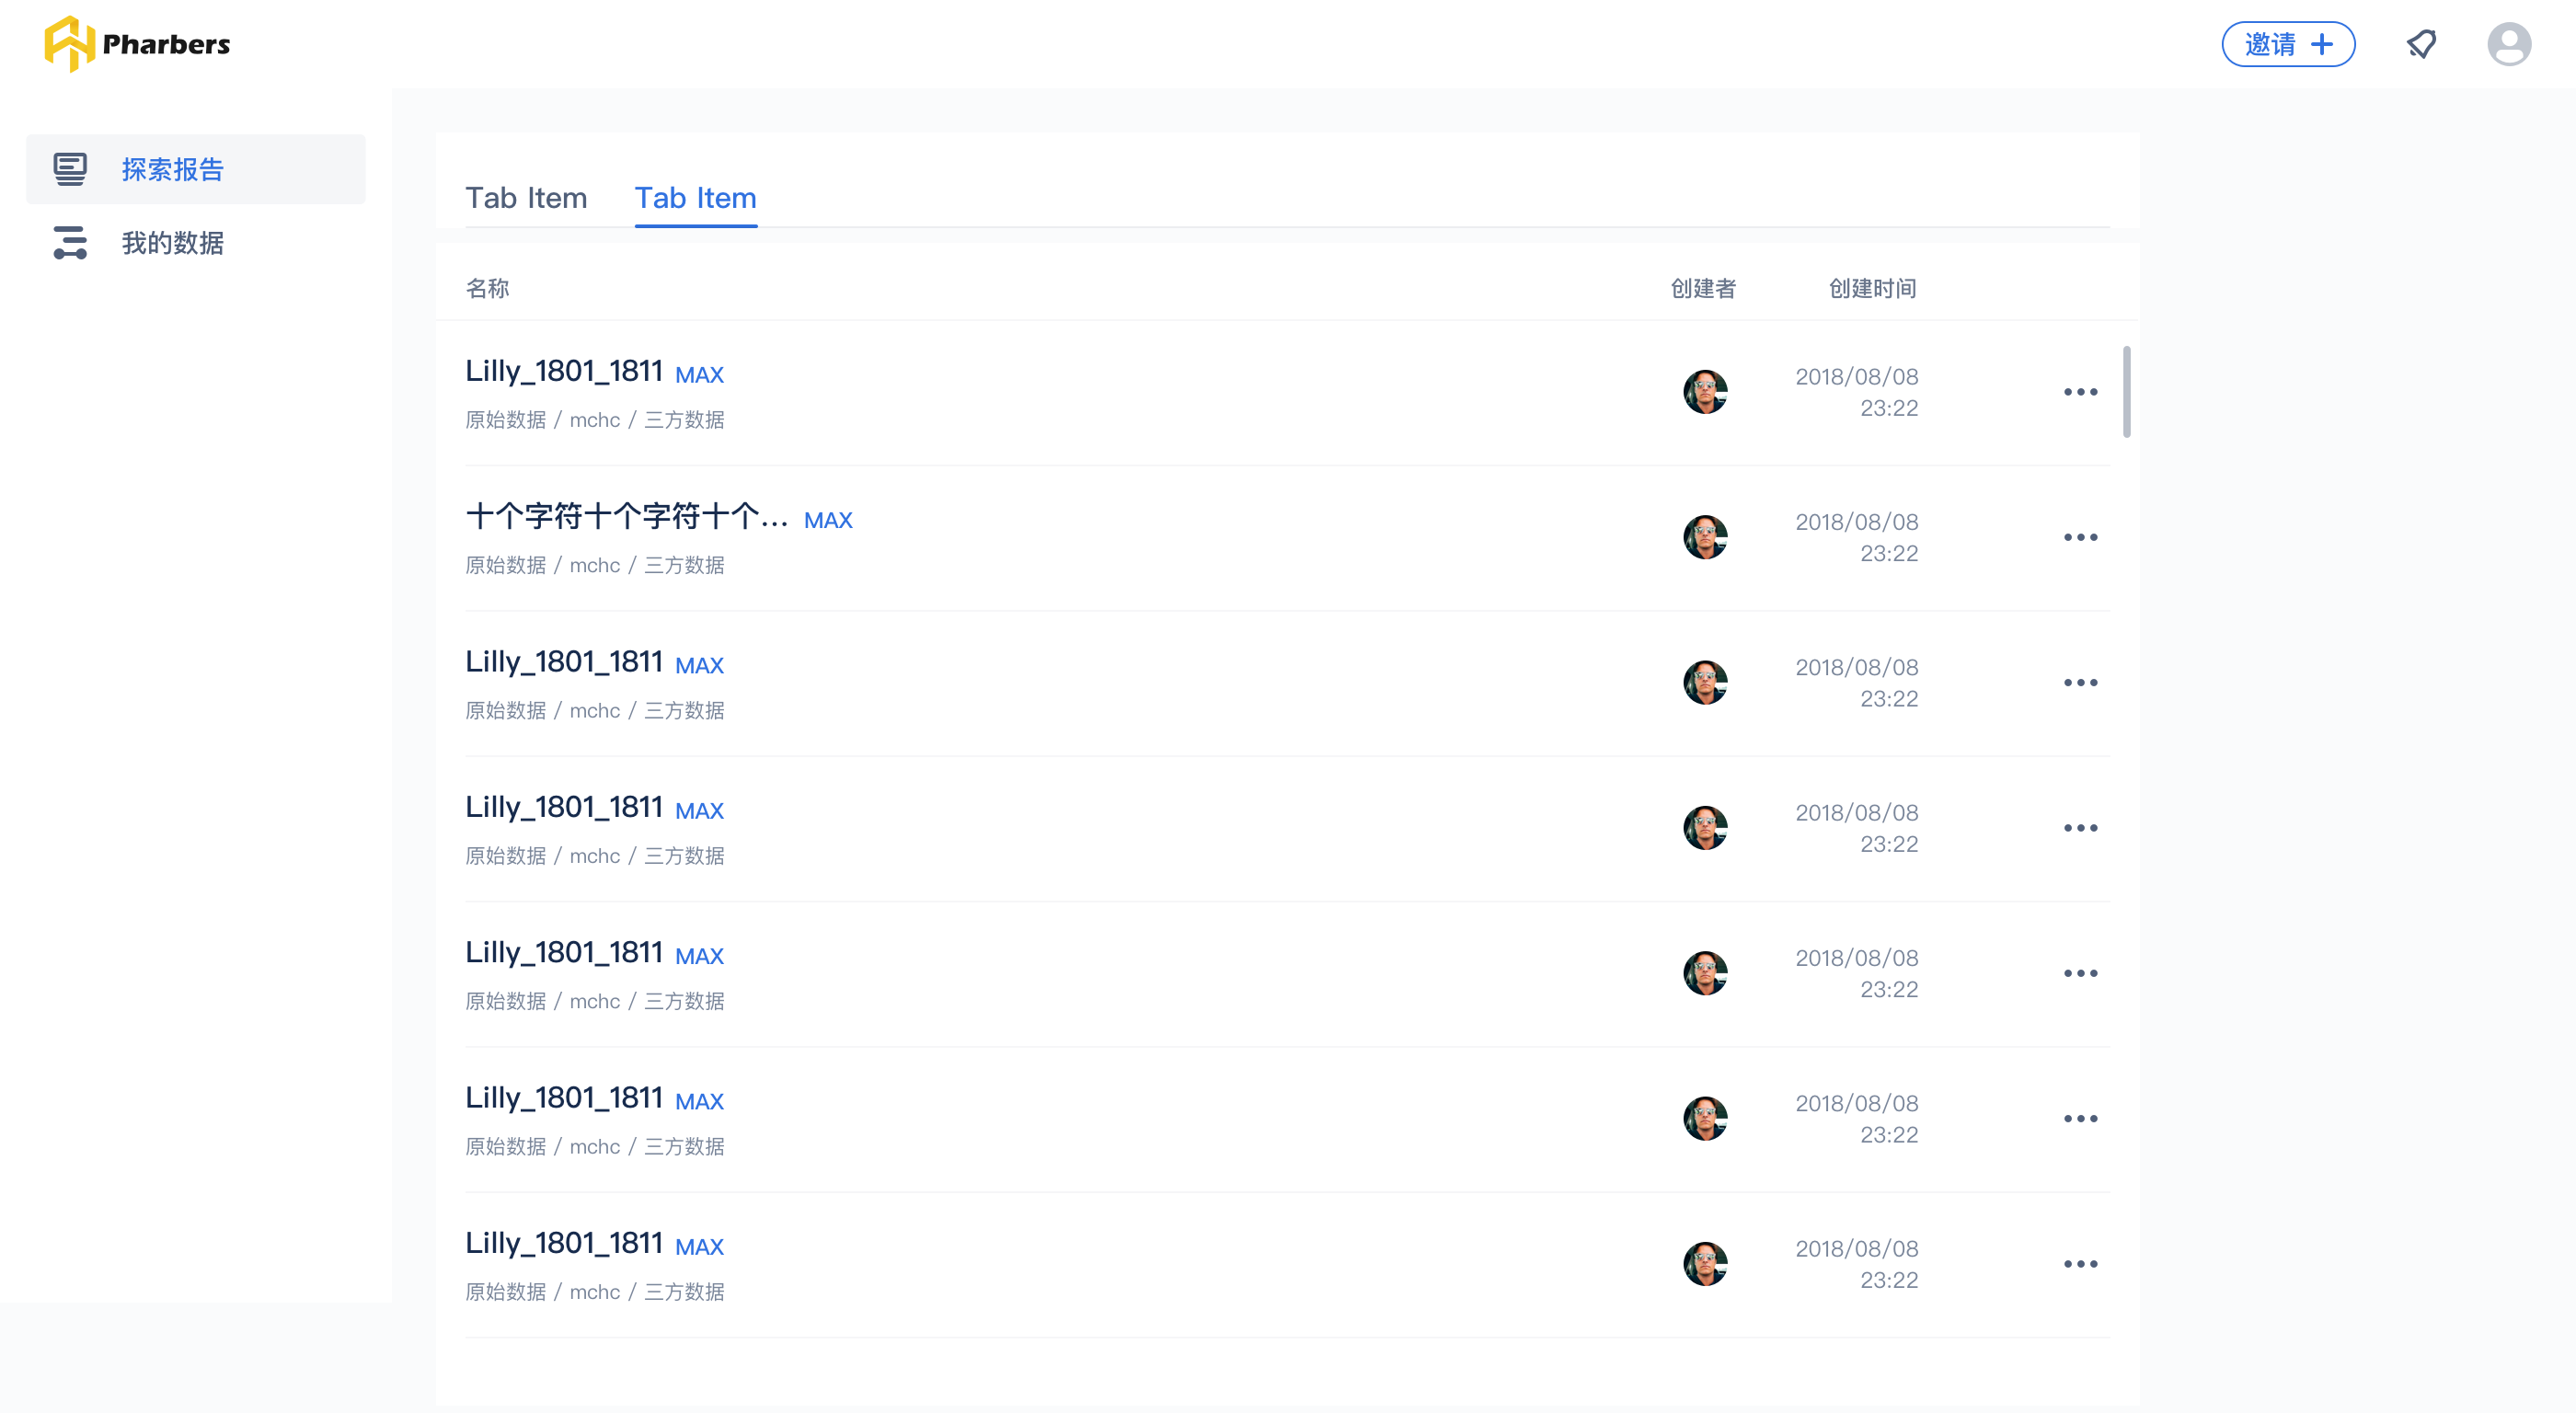 Pharbers
邀请
探索报告
我的数据
Tab Item Tab Item
名称 创建者 创建时间
Lilly_1801_1811 MAX
原始数据 / mchc / 三方数据
2018/08/08
23:22
十个字符十个字符十个... MAX
原始数据 / mchc / 三方数据
2018/08/08
23:22
Lilly_1801_1811 MAX
原始数据 / mchc / 三方数据
2018/08/08
23:22
Lilly_1801_1811 MAX
原始数据 / mchc / 三方数据
2018/08/08
23:22
Lilly_1801_1811 MAX
原始数据 / mchc / 三方数据
2018/08/08
23:22
Lilly_1801_1811 MAX
原始数据 / mchc / 三方数据
2018/08/08
23:22
Lilly_1801_1811 MAX
原始数据 / mchc / 三方数据
2018/08/08
23:22